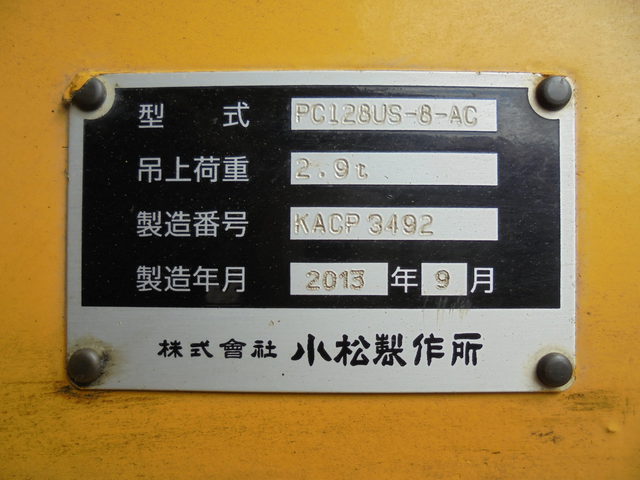 型 式 PC128US-8-AC
吊上荷重 2.9t
製造番号 KACP 3492
製造年月 2013 年 9 月
株式會社 小松製作所